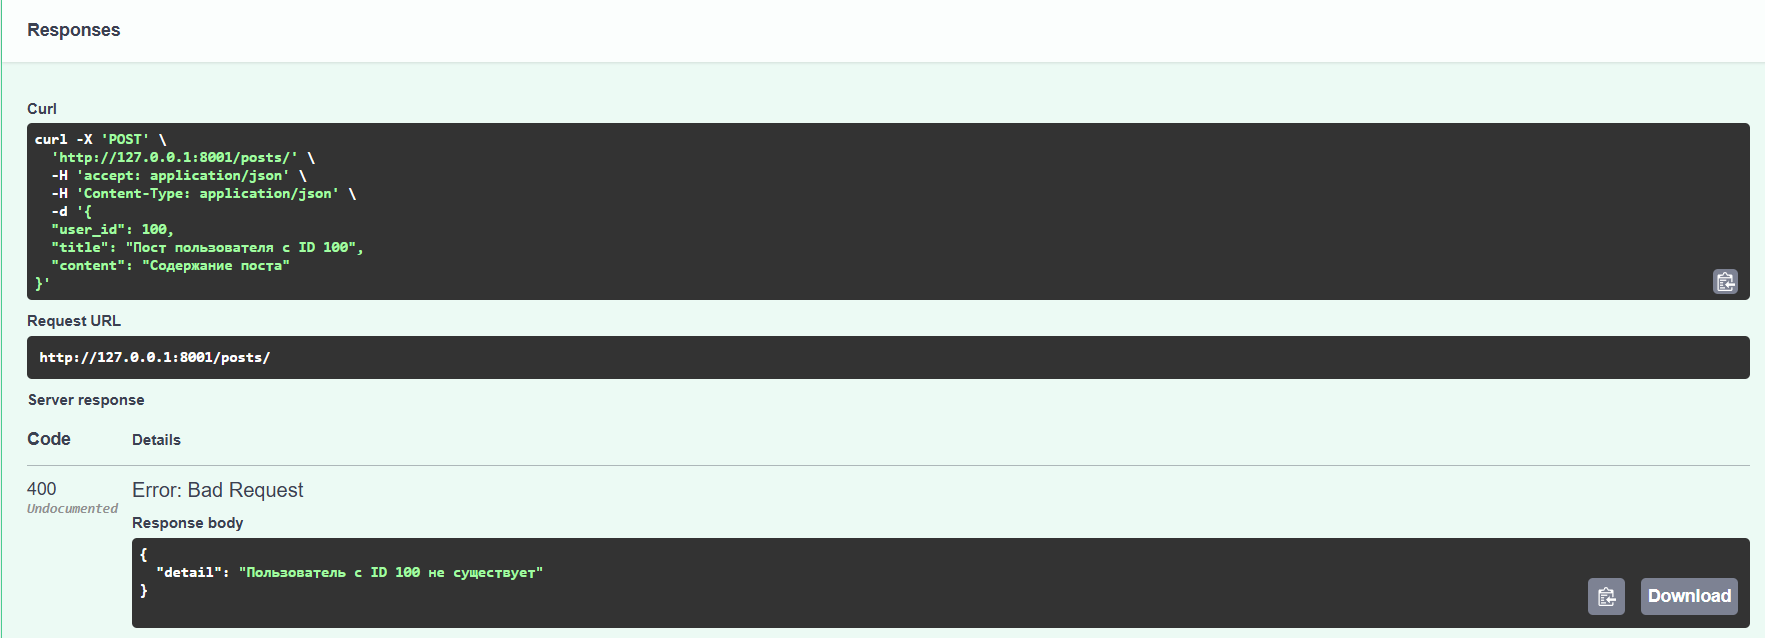 Responses
Curl
curl -X 'POST' \
  'http://127.0.0.1:8001/posts/' \
  -H 'accept: application/json' \
  -H 'Content-Type: application/json' \
  -d '{
  "user_id": 100,
  "title": "Пост пользователя с ID 100",
  "content": "Содержание поста"
}'
Request URL
http://127.0.0.1:8001/posts/
Server response
Code Details
400 Error: Bad Request
Undocumented
Response body
{
  "detail": "Пользователь с ID 100 не существует"
}
Download